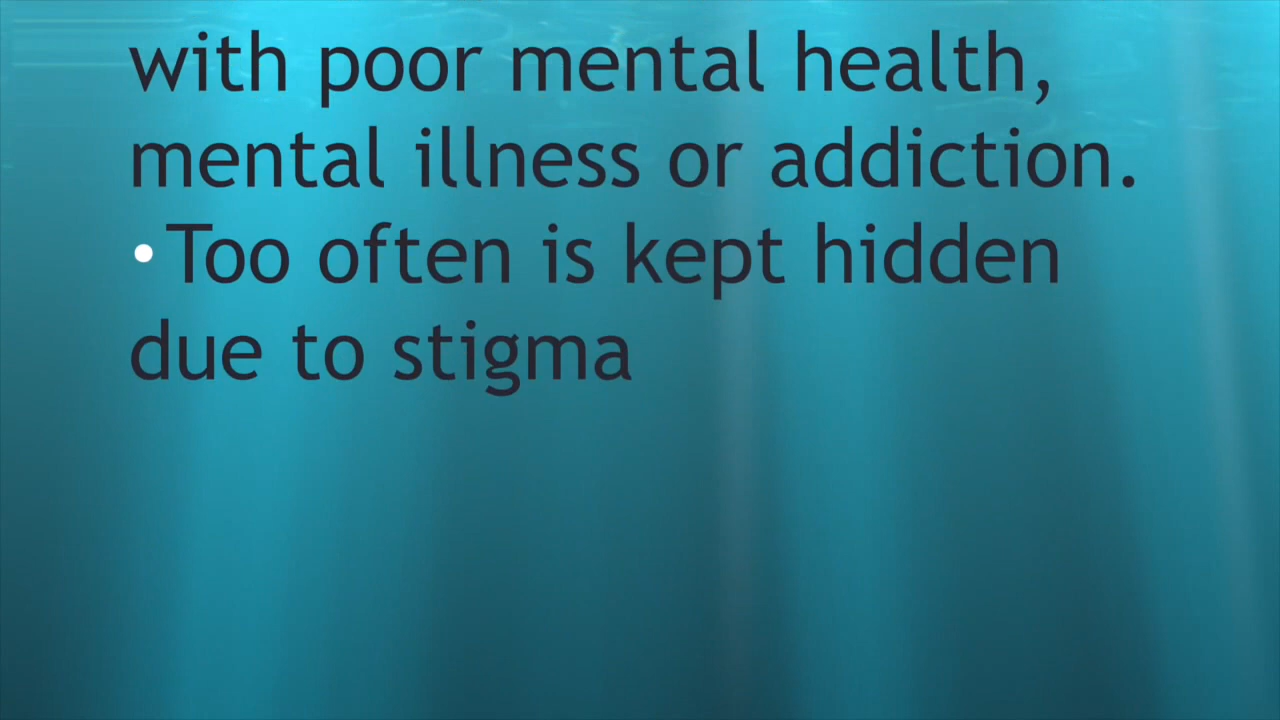 with poor mental health,
mental illness or addiction.
•Too often is kept hidden
due to stigma